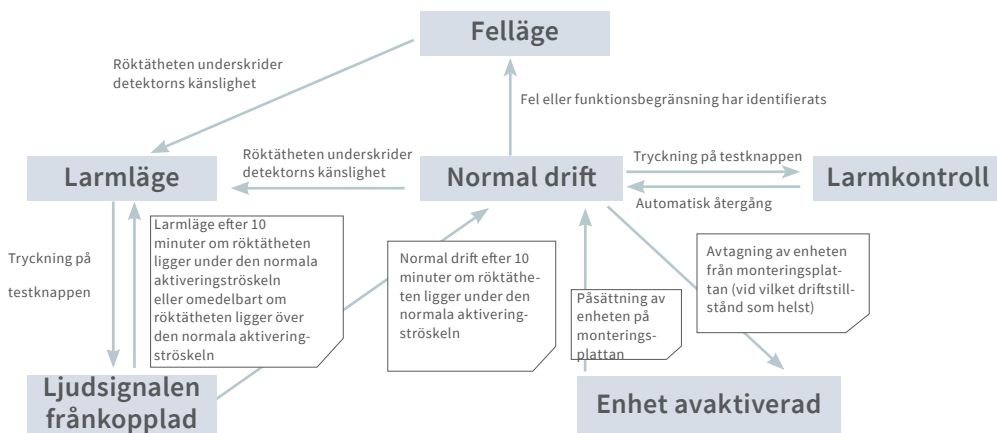 Felläge
Röktätheten underskrider
detektorns känslighet
Fel eller funktionsbegränsning har identifierats
Röktätheten underskrider
detektorns känslighet
Tryckning på testknappen
Larmläge
Normal drift
Larmkontroll
Automatisk återgång
Tryckning på
testknappen
Larmläge efter 10
minuter om röktätheten
ligger under den normala
aktiveringströskeln
eller omedelbart om
röktätheten ligger över
den normala aktivering-
ströskeln
Normal drift efter 10
minuter om röktäthe-
ten ligger under den
normala aktivering-
ströskeln
Påsättning av
enheten på
monterings-
plattan
Avtagning av enheten
från monteringsplat-
tan (vid vilket driftstill-
stånd som helst)
Ljudsignalen
frånkopplad
Enhet avaktiverad